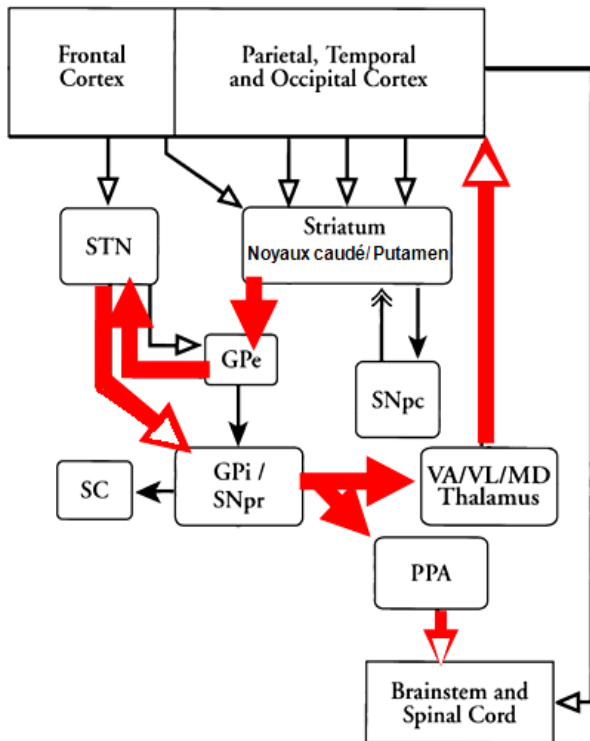 Frontal
Cortex
Parietal, Temporal
and Occipital Cortex
STN
Striatum
Noyaux caudé/ Putamen
GPe
SNpc
SC
GPi /
SNpr
VA/VL/MD
Thalamus
PPA
Brainstem and
Spinal Cord